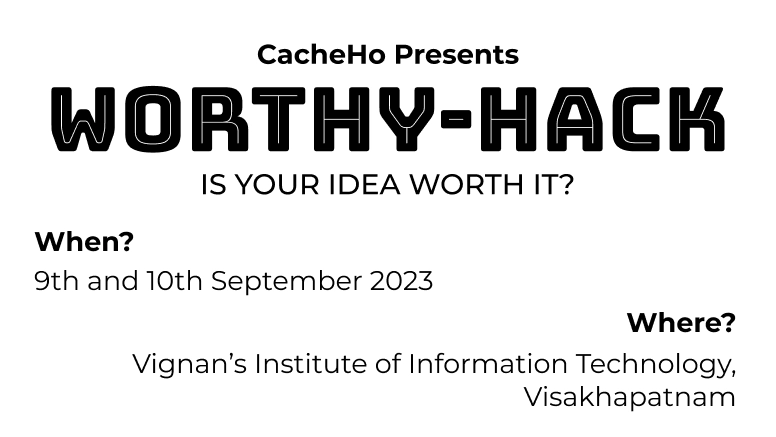 CacheHo Presents
WORTHY-HACK
IS YOUR IDEA WORTH IT?
When?
9th and 10th September 2023
Where?
Vignan’s Institute of Information Technology,
Visakhapatnam